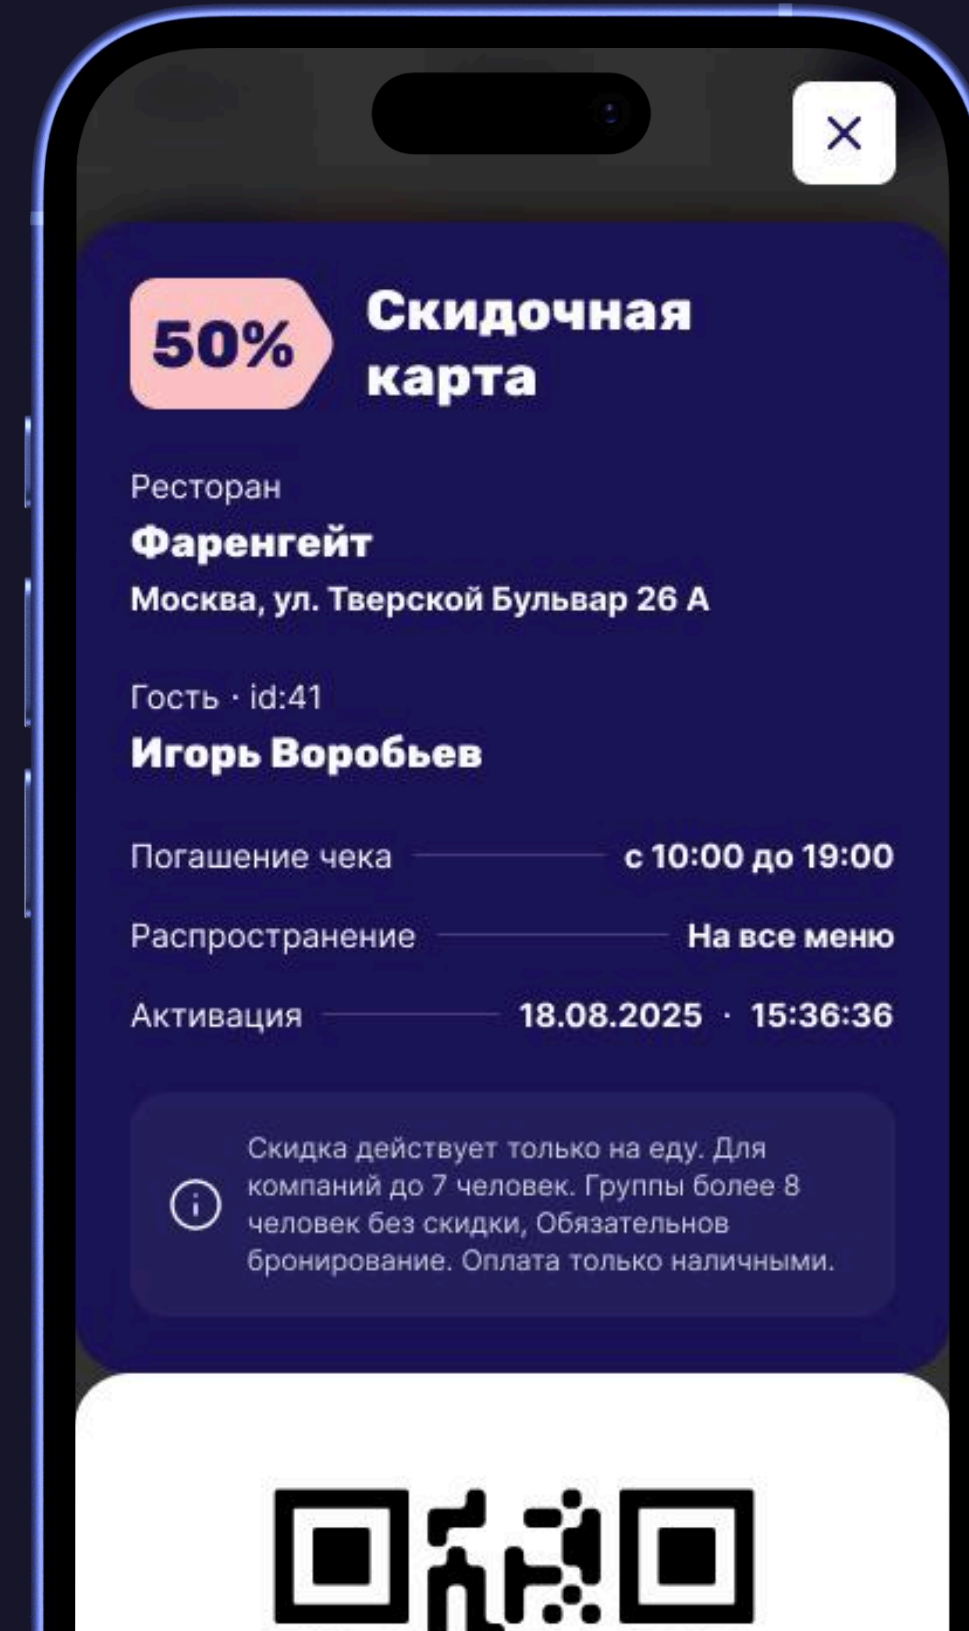 50%
Скидочная
карта
Ресторан
Фаренгейт
Москва, ул. Тверской Бульвар 26 А
Гость · id:41
Игорь Воробьев
Погашение чека с 10:00 до 19:00
Распространение На все меню
Активация 18.08.2025 · 15:36:36
Скидка действует только на еду. Для
компаний до 7 человек. Группы более 8
человек без скидки, Обязательнов
бронирование. Оплата только наличными.